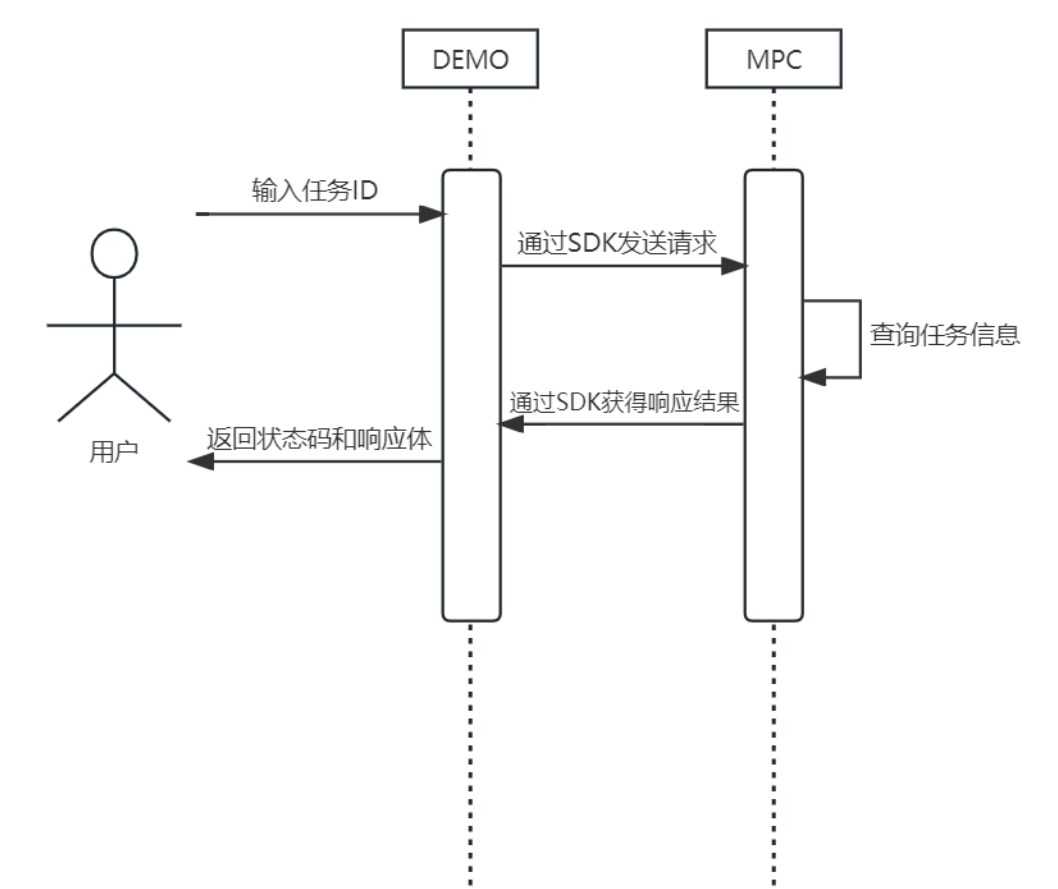 DEMO
MPC
输入任务ID
通过SDK发送请求
查询任务信息
通过SDK获得响应结果
返回状态码和响应体
用户